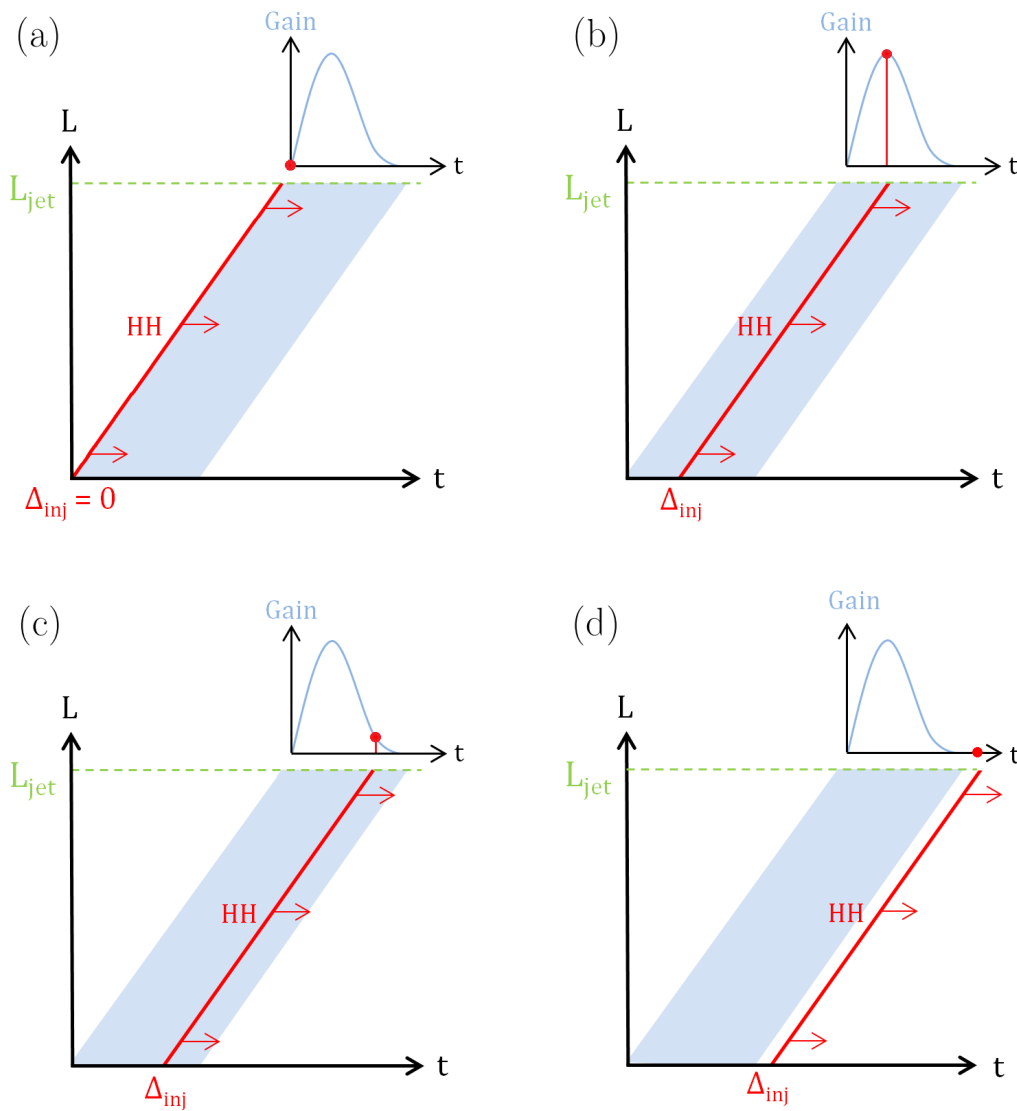 (a)
Gain
t
L
L_jet
HH
t
Δ_inj = 0
(b)
Gain
t
L
L_jet
HH
t
Δ_inj
(c)
Gain
t
L
L_jet
HH
t
Δ_inj
(d)
Gain
t
L
L_jet
HH
t
Δ_inj